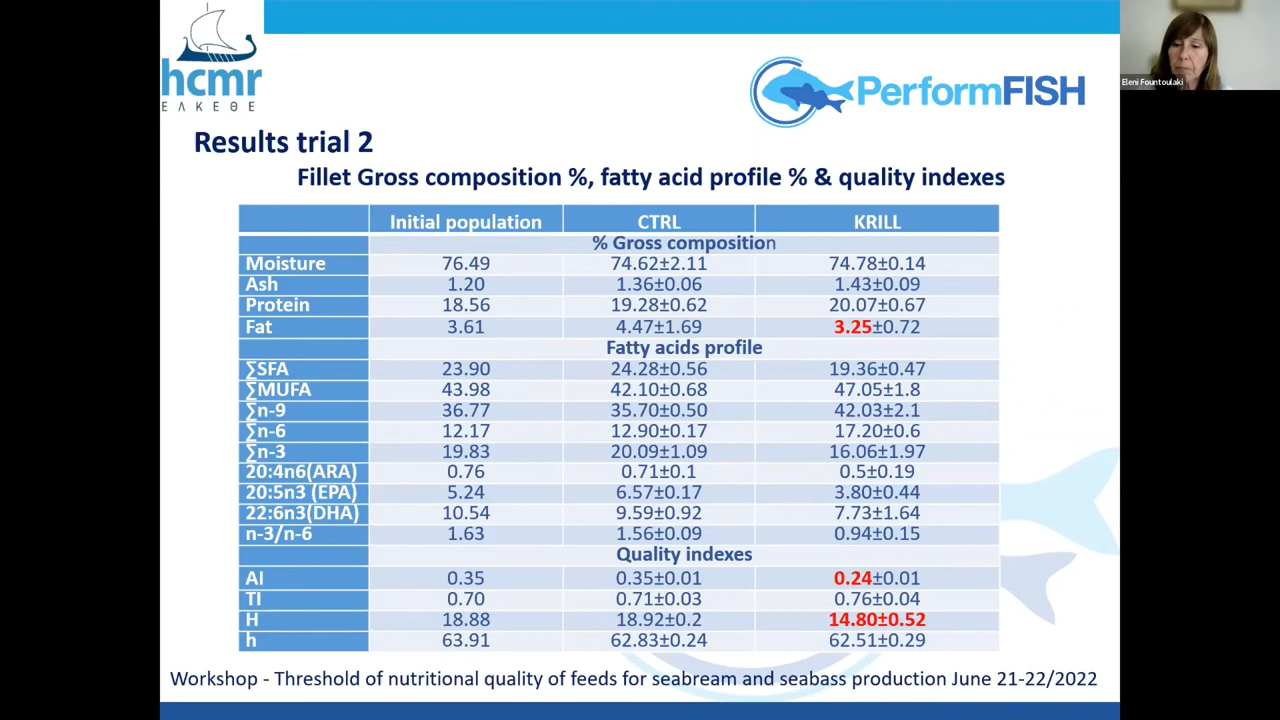 hcmr
ΕΛΚΕΘΕ
PerformFISH
Eleni Fountoulaki
Results trial 2
Fillet Gross composition %, fatty acid profile % & quality indexes
Initial population CTRL KRILL
% Gross composition
Moisture 76.49 74.62±2.11 74.78±0.14
Ash 1.20 1.36±0.06 1.43±0.09
Protein 18.56 19.28±0.62 20.07±0.67
Fat 3.61 4.47±1.69 3.25±0.72
Fatty acids profile
∑SFA 23.90 24.28±0.56 19.36±0.47
∑MUFA 43.98 42.10±0.68 47.05±1.8
∑n-9 36.77 35.70±0.50 42.03±2.1
∑n-6 12.17 12.90±0.17 17.20±0.6
∑n-3 19.83 20.09±1.09 16.06±1.97
20:4n6(ARA) 0.76 0.71±0.1 0.5±0.19
20:5n3 (EPA) 5.24 6.57±0.17 3.80±0.44
22:6n3(DHA) 10.54 9.59±0.92 7.73±1.64
n-3/n-6 1.63 1.56±0.09 0.94±0.15
Quality indexes
AI 0.35 0.35±0.01 0.24±0.01
TI 0.70 0.71±0.03 0.76±0.04
H 18.88 18.92±0.2 14.80±0.52
h 63.91 62.83±0.24 62.51±0.29
Workshop - Threshold of nutritional quality of feeds for seabream and seabass production June 21-22/2022